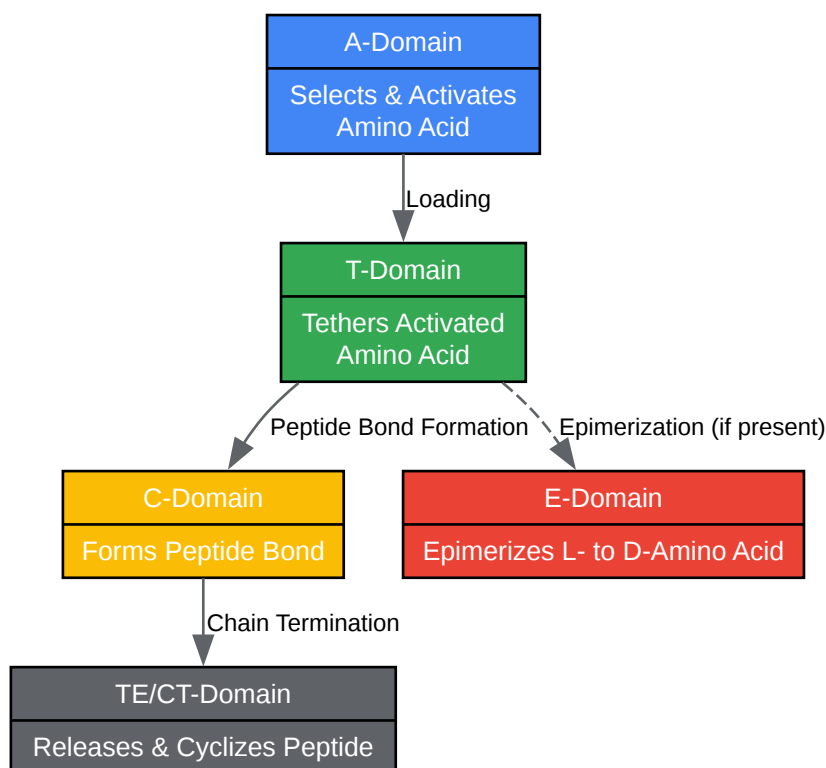 A-Domain
Selects & Activates
Amino Acid
Loading
T-Domain
Tethers Activated
Amino Acid
Peptide Bond Formation
Epimerization (if present)
C-Domain
Forms Peptide Bond
E-Domain
Epimerizes L- to D-Amino Acid
Chain Termination
TE/CT-Domain
Releases & Cyclizes Peptide